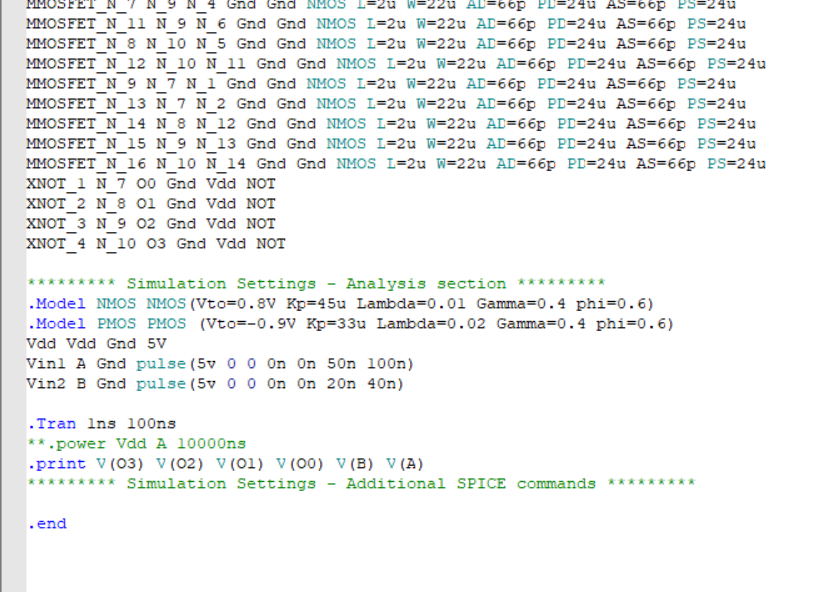 MMOSFET_N_7 N_9 N_4 Gnd Gnd NMOS L=2u W=22u AD=66p PD=24u AS=66p PS=24u
MMOSFET_N_11 N_9 N_6 Gnd Gnd NMOS L=2u W=22u AD=66p PD=24u AS=66p PS=24u
MMOSFET_N_8 N_10 N_5 Gnd Gnd NMOS L=2u W=22u AD=66p PD=24u AS=66p PS=24u
MMOSFET_N_12 N_10 N_11 Gnd Gnd NMOS L=2u W=22u AD=66p PD=24u AS=66p PS=24u
MMOSFET_N_9 N_7 N_1 Gnd Gnd NMOS L=2u W=22u AD=66p PD=24u AS=66p PS=24u
MMOSFET_N_13 N_7 N_2 Gnd Gnd NMOS L=2u W=22u AD=66p PD=24u AS=66p PS=24u
MMOSFET_N_14 N_8 N_12 Gnd Gnd NMOS L=2u W=22u AD=66p PD=24u AS=66p PS=24u
MMOSFET_N_15 N_9 N_13 Gnd Gnd NMOS L=2u W=22u AD=66p PD=24u AS=66p PS=24u
MMOSFET_N_16 N_10 N_14 Gnd Gnd NMOS L=2u W=22u AD=66p PD=24u AS=66p PS=24u
XNOT_1 N_7 O0 Gnd Vdd NOT
XNOT_2 N_8 O1 Gnd Vdd NOT
XNOT_3 N_9 O2 Gnd Vdd NOT
XNOT_4 N_10 O3 Gnd Vdd NOT
********* Simulation Settings - Analysis section *********
.Model NMOS NMOS(Vto=0.8V Kp=45u Lambda=0.01 Gamma=0.4 phi=0.6)
.Model PMOS PMOS (Vto=-0.9V Kp=33u Lambda=0.02 Gamma=0.4 phi=0.6)
Vdd Vdd Gnd 5V
Vin1 A Gnd pulse(5v 0 0 0n 0n 50n 100n)
Vin2 B Gnd pulse(5v 0 0 0n 0n 20n 40n)
.Tran 1ns 100ns
**.power Vdd A 10000ns
.print V(O3) V(O2) V(O1) V(O0) V(B) V(A)
********* Simulation Settings - Additional SPICE commands *********
.end